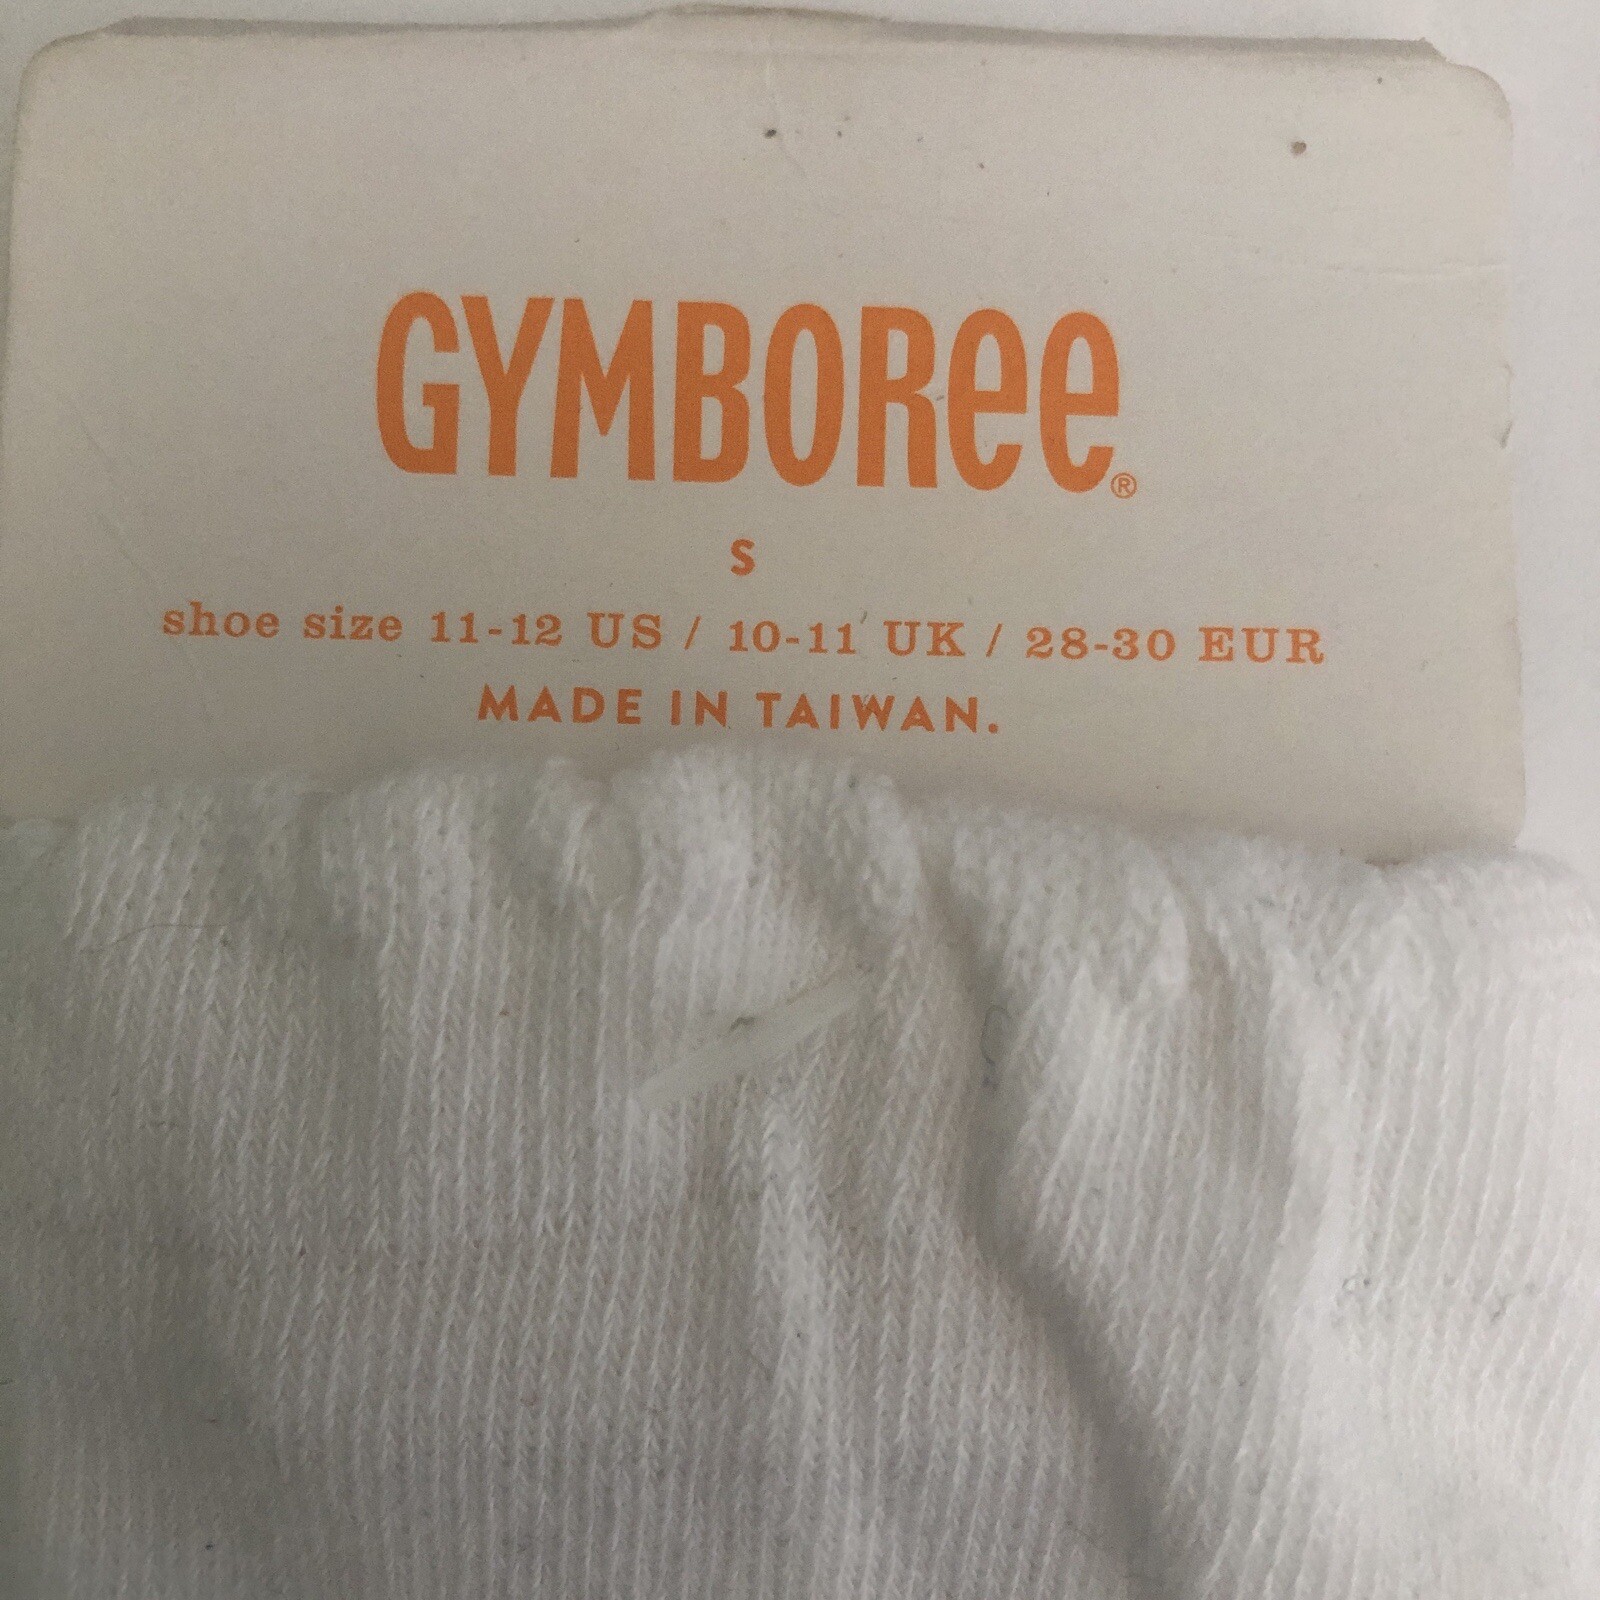 GYMBORee®
S
shoe size 11-12 US / 10-11 UK / 28-30 EUR
MADE IN TAIWAN.